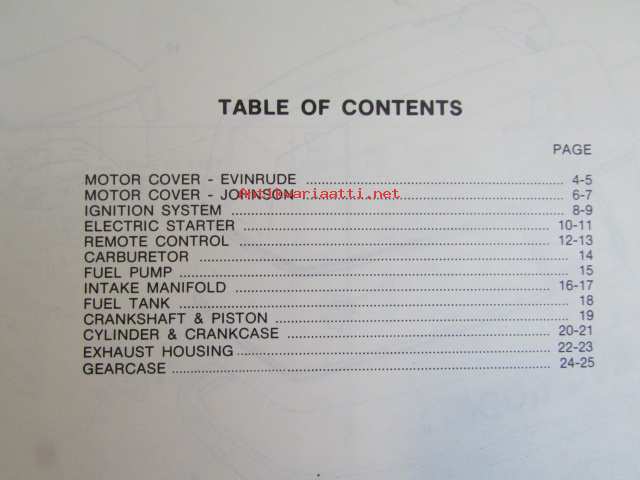 TABLE OF CONTENTS
PAGE
MOTOR COVER - EVINRUDE 4-5
MOTOR COVER - JOHNSON 6-7
Antikvariaatti.net
IGNITION SYSTEM 8-9
ELECTRIC STARTER 10-11
REMOTE CONTROL 12-13
CARBURETOR 14
FUEL PUMP 15
INTAKE MANIFOLD 16-17
FUEL TANK 18
CRANKSHAFT & PISTON 19
CYLINDER & CRANKCASE 20-21
EXHAUST HOUSING 22-23
GEARCASE 24-25